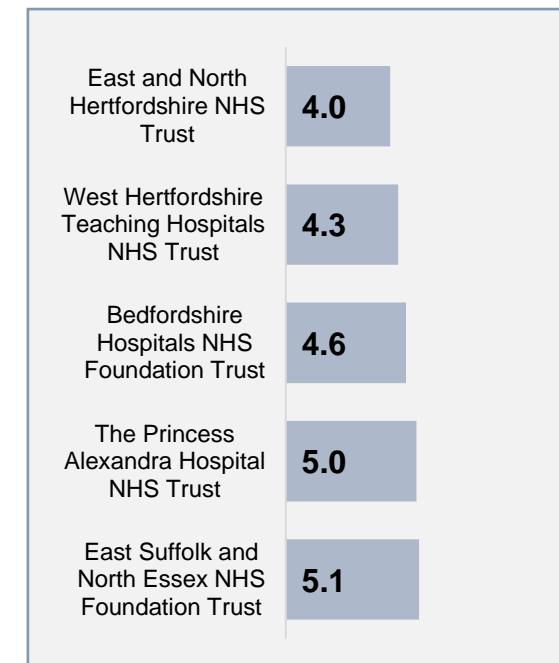 East and North
Hertfordshire NHS
Trust
4.0
West Hertfordshire
Teaching Hospitals
NHS Trust
4.3
Bedfordshire
Hospitals NHS
Foundation Trust
4.6
The Princess
Alexandra Hospital
NHS Trust
5.0
East Suffolk and
North Essex NHS
Foundation Trust
5.1